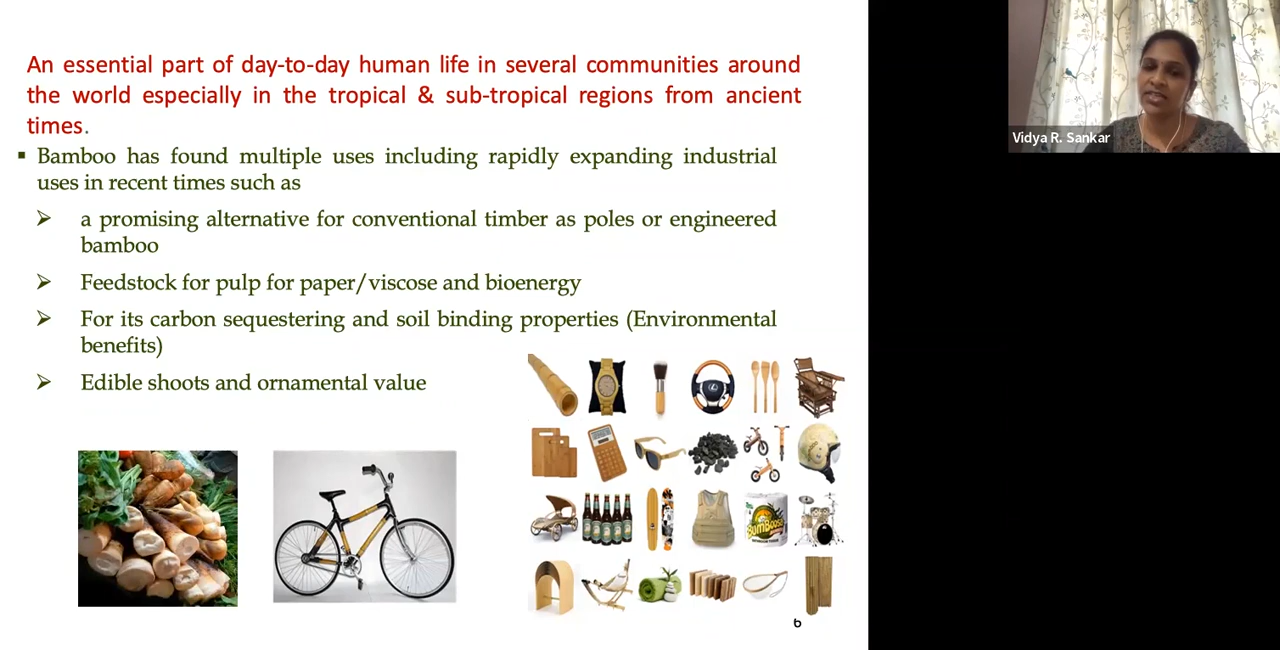 An essential part of day-to-day human life in several communities around
the world especially in the tropical & sub-tropical regions from ancient
times.
▪ Bamboo has found multiple uses including rapidly expanding industrial
uses in recent times such as
➢ a promising alternative for conventional timber as poles or engineered
bamboo
➢ Feedstock for pulp for paper/viscose and bioenergy
➢ For its carbon sequestering and soil binding properties (Environmental
benefits)
➢ Edible shoots and ornamental value
BumBoosa
6
Vidya R. Sankar